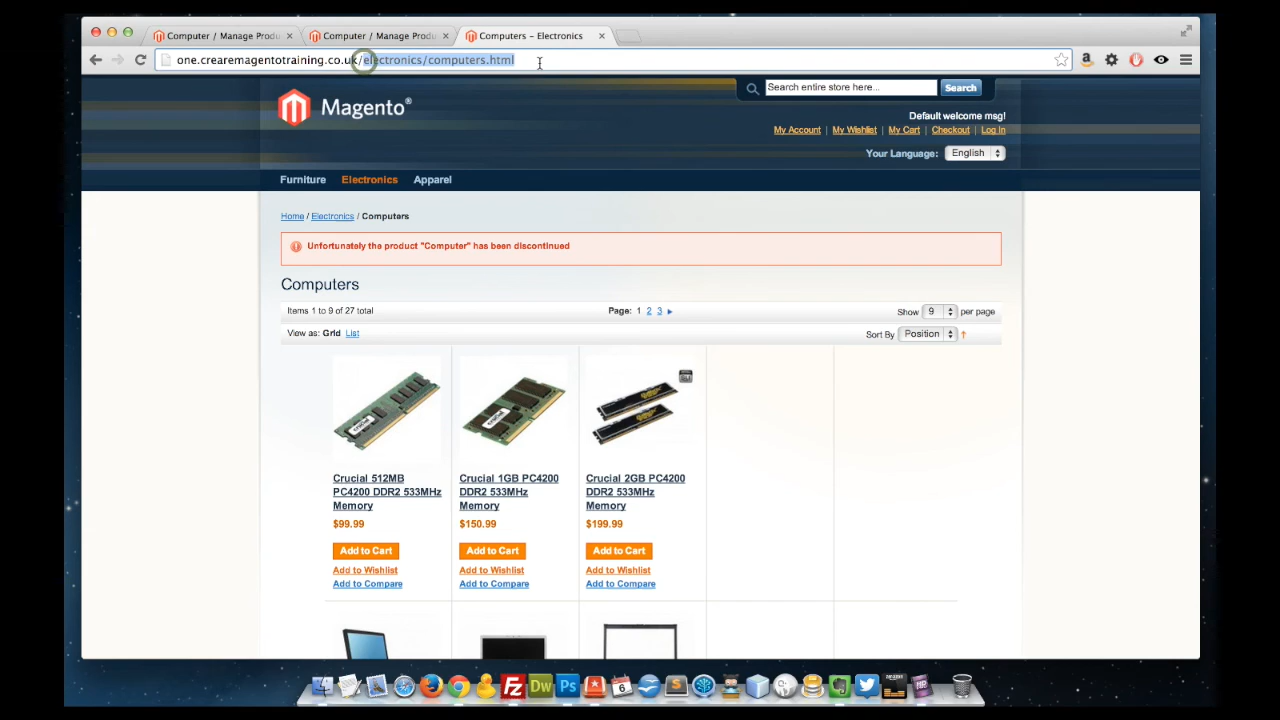 Computer / Manage Produ
Computer / Manage Produ
Computers – Electronics
one.crearemagentotraining.co.uk/electronics/computers.html
Magento®
Search entire store here...
Search
Default welcome msg!
My Account | My Wishlist | My Cart | Checkout | Log In
Your Language: English
Furniture Electronics Apparel
Home / Electronics / Computers
Unfortunately the product "Computer" has been discontinued
Computers
Items 1 to 9 of 27 total
Page: 1 2 3
Show 9 per page
View as: Grid List
Sort By Position
Crucial 512MB
PC4200 DDR2 533MHz
Memory
$99.99
Add to Cart
Add to Wishlist
Add to Compare
Crucial 1GB PC4200
DDR2 533MHz
Memory
$150.99
Add to Cart
Add to Wishlist
Add to Compare
Crucial 2GB PC4200
DDR2 533MHz
Memory
$199.99
Add to Cart
Add to Wishlist
Add to Compare
Fz
Dw
Ps
6
S